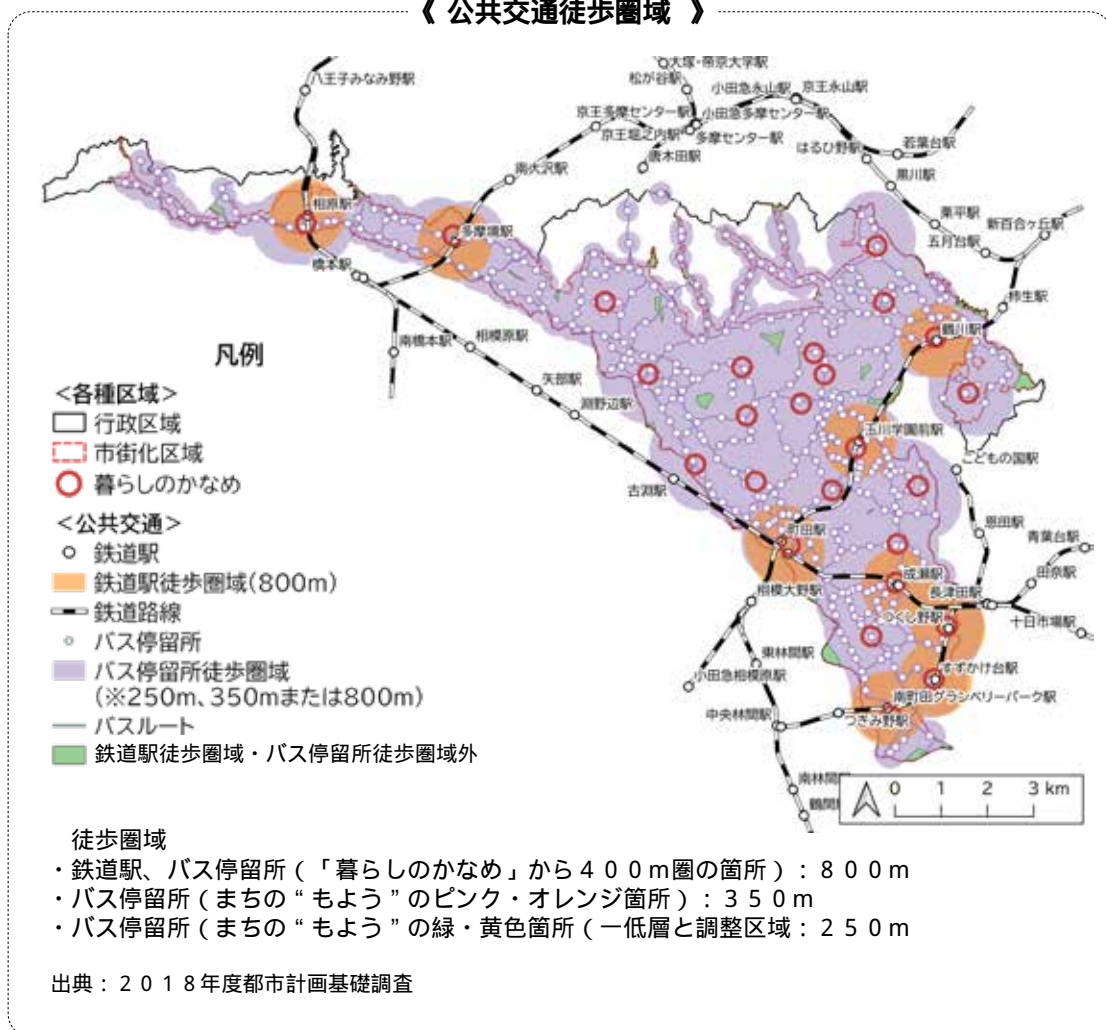 《 公共交通徒歩圏域 》
大塚・帝京大学駅
八王子みなみ野駅
松が谷駅
小田急永山駅
京王永山駅
京王多摩センター駅
小田急多摩センター駅
京王堀之内駅
多摩センター駅
若葉台駅
はるひ野駅
唐木田駅
南大沢駅
黒川駅
栗平駅
新百合ヶ丘駅
五月台駅
相原駅
多摩境駅
橋本駅
柿生駅
鶴川駅
南橋本駅
相模原駅
矢部駅
淵野辺駅
玉川学園前駅
こどもの国駅
古淵駅
恩田駅
青葉台駅
町田駅
成瀬駅
田奈駅
長津田駅
相模大野駅
つくし野駅
十日市場駅
東林間駅
すずかけ台駅
小田急相模原駅
南町田グランベリーパーク駅
中央林間駅
つきみ野駅
南林間
鶴間
凡例
<各種区域>
行政区域
市街化区域
暮らしのかなめ
<公共交通>
鉄道駅
鉄道駅徒歩圏域(800m)
鉄道路線
バス停留所
バス停留所徒歩圏域
(※250m、350mまたは800m)
バスルート
鉄道駅徒歩圏域・バス停留所徒歩圏域外
0 1 2 3 km
徒歩圏域
・鉄道駅、バス停留所(「暮らしのかなめ」から400m圏の箇所):800m
・バス停留所(まちの“もよう”のピンク・オレンジ箇所):350m
・バス停留所(まちの“もよう”の緑・黄色箇所(一低層と調整区域:250m
出典:2018年度都市計画基礎調査